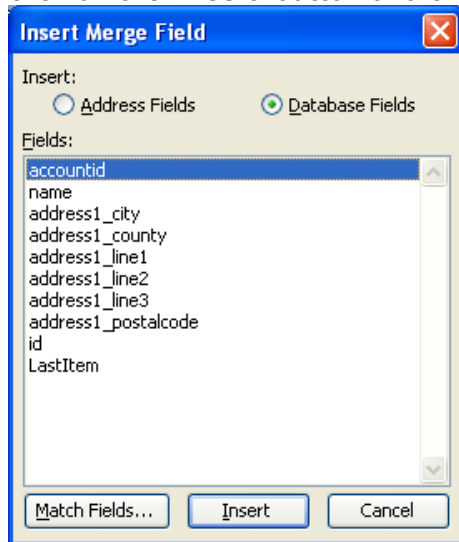 Insert Merge Field
Insert:
Address Fields Database Fields
Fields:
accountid
name
address1_city
address1_county
address1_line1
address1_line2
address1_line3
address1_postalcode
id
LastItem
Match Fields... Insert Cancel